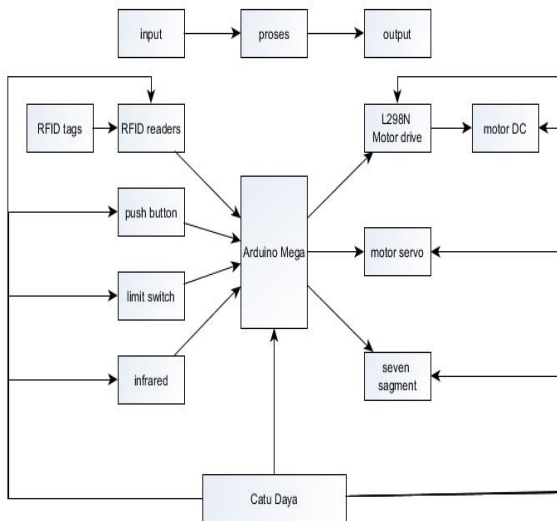 input
proses
output
RFID tags
RFID readers
L298N
Motor drive
motor DC
push button
Arduino Mega
motor servo
limit switch
infrared
seven
sagment
Catu Daya